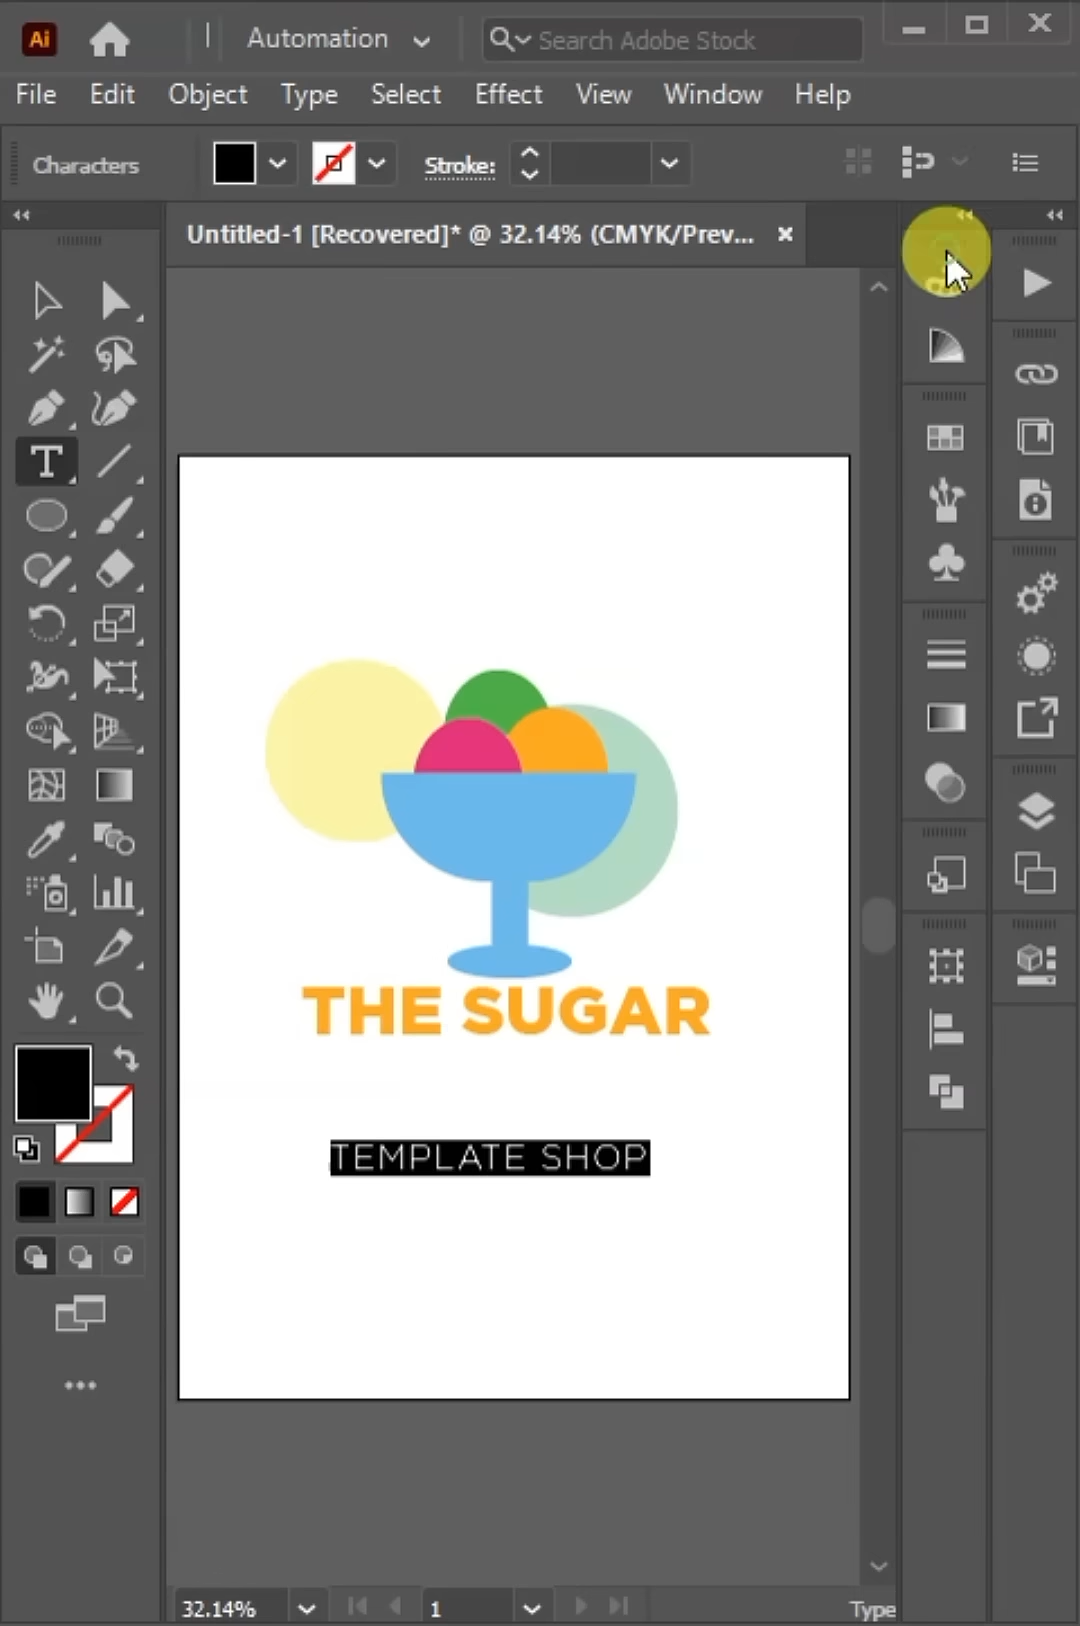 Ai
Automation
Search Adobe Stock
File Edit Object Type Select Effect View Window Help
Characters
Stroke:
Untitled-1 [Recovered]* @ 32.14% (CMYK/Prev...
THE SUGAR
TEMPLATE SHOP
32.14%
1
Type